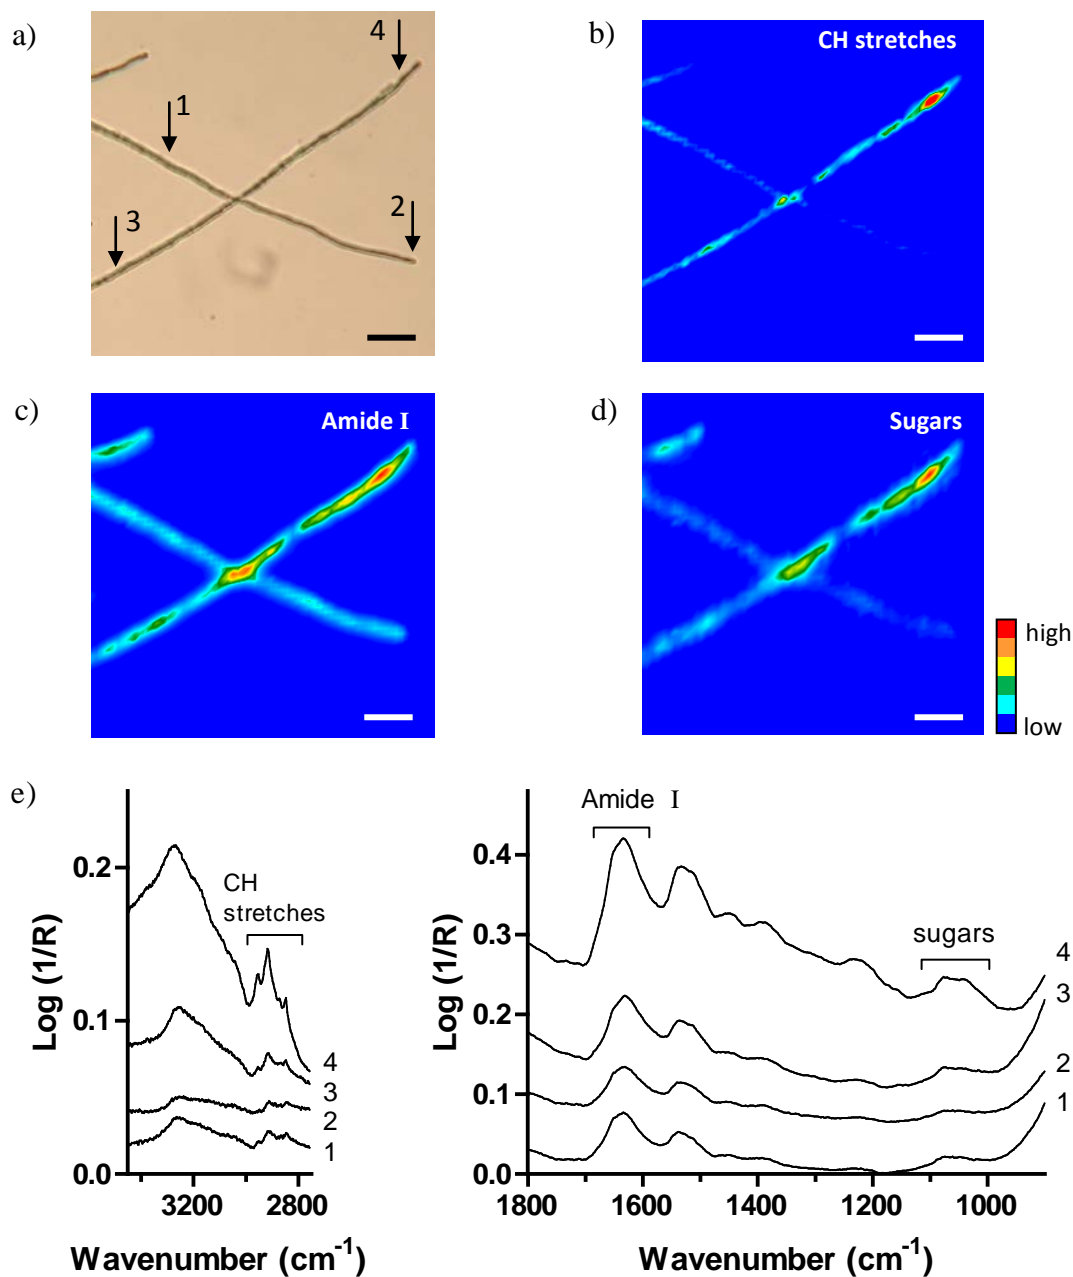 a)
4
1
2
3
b)
CH stretches
c)
Amide I
d)
Sugars
high
low
e)
CH
stretches
0.2
0.1
0.0
Log (1/R)
4
3
2
1
3200 2800
Wavenumber (cm-1)
Amide I
sugars
0.4
0.3
0.2
0.1
0.0
Log (1/R)
4
3
2
1
1800 1600 1400 1200 1000
Wavenumber (cm-1)